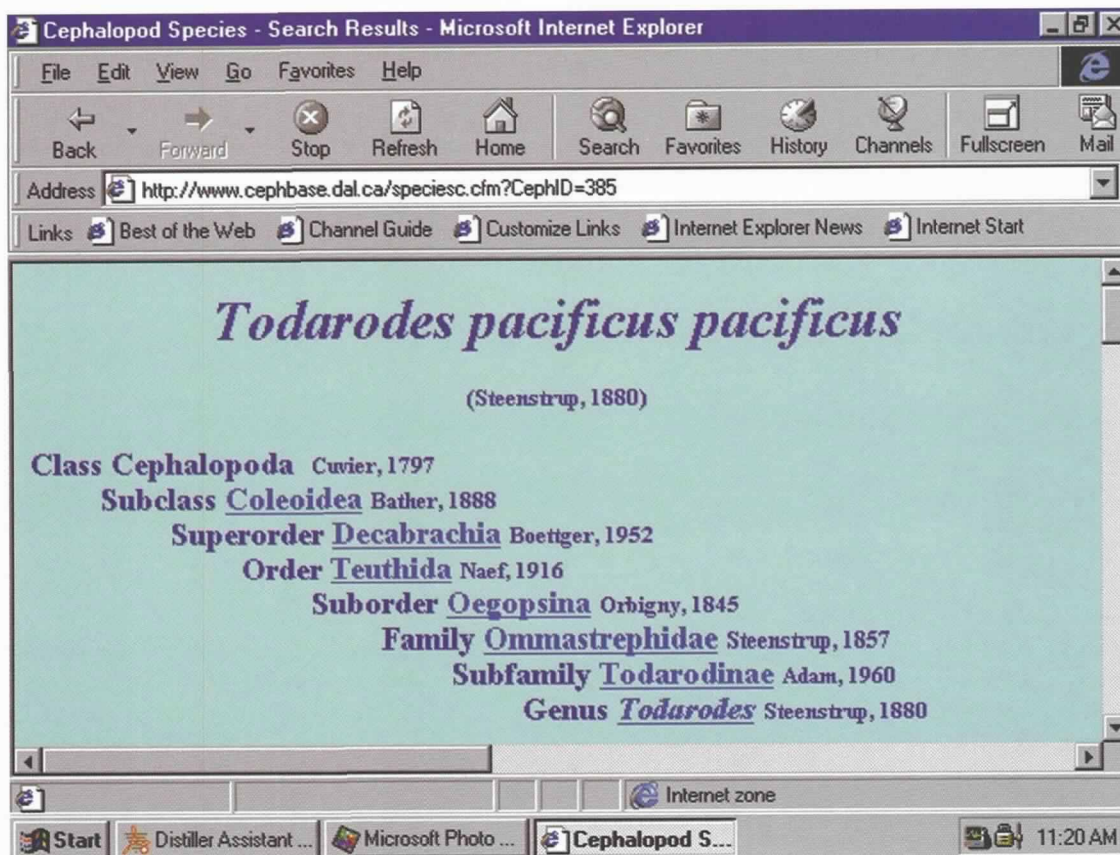 Cephalopod Species - Search Results - Microsoft Internet Explorer
File Edit View Go Favorites Help
Back Forward Stop Refresh Home Search Favorites History Channels Fullscreen Mail
Address http://www.cephbase.dal.ca/speciesc.cfm?CephID=385
Links Best of the Web Channel Guide Customize Links Internet Explorer News Internet Start
Todarodes pacificus pacificus
(Steenstrup, 1880)
Class Cephalopoda Cuvier, 1797
Subclass Coleoidea Bather, 1888
Superorder Decabrachia Boettger, 1952
Order Teuthida Naef, 1916
Suborder Oegopsina Orbigny, 1845
Family Ommastrephidae Steenstrup, 1857
Subfamily Todarodinae Adam, 1960
Genus Todarodes Steenstrup, 1880
Internet zone
Start Distiller Assistant ... Microsoft Photo ... Cephalopod S... 11:20 AM